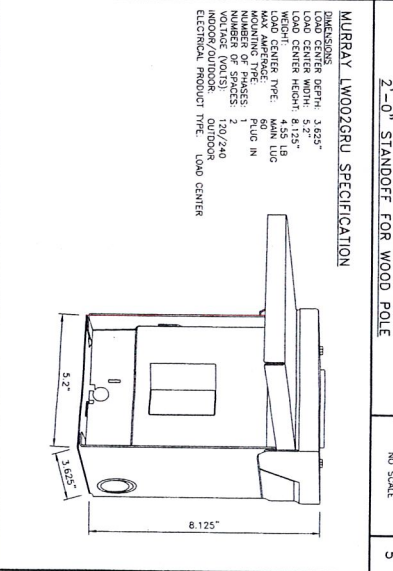 2'-0" STANDOFF FOR WOOD POLE
NO SCALE
5
MURRAY LW002GRU SPECIFICATION
DIMENSIONS
LOAD CENTER DEPTH: 3.625"
LOAD CENTER WIDTH: 5.2"
LOAD CENTER HEIGHT: 8.125"
WEIGHT: 4.55 LB
LOAD CENTER TYPE: MAIN LUG
MAX AMPERAGE: 60
MOUNTING TYPE: PLUG IN
NUMBER OF PHASES: 1
NUMBER OF SPACES: 2
VOLTAGE (VOLTS): 120/240
INDOOR/OUTDOOR: OUTDOOR
ELECTRICAL PRODUCT TYPE: LOAD CENTER
5.2"
3.625"
8.125"